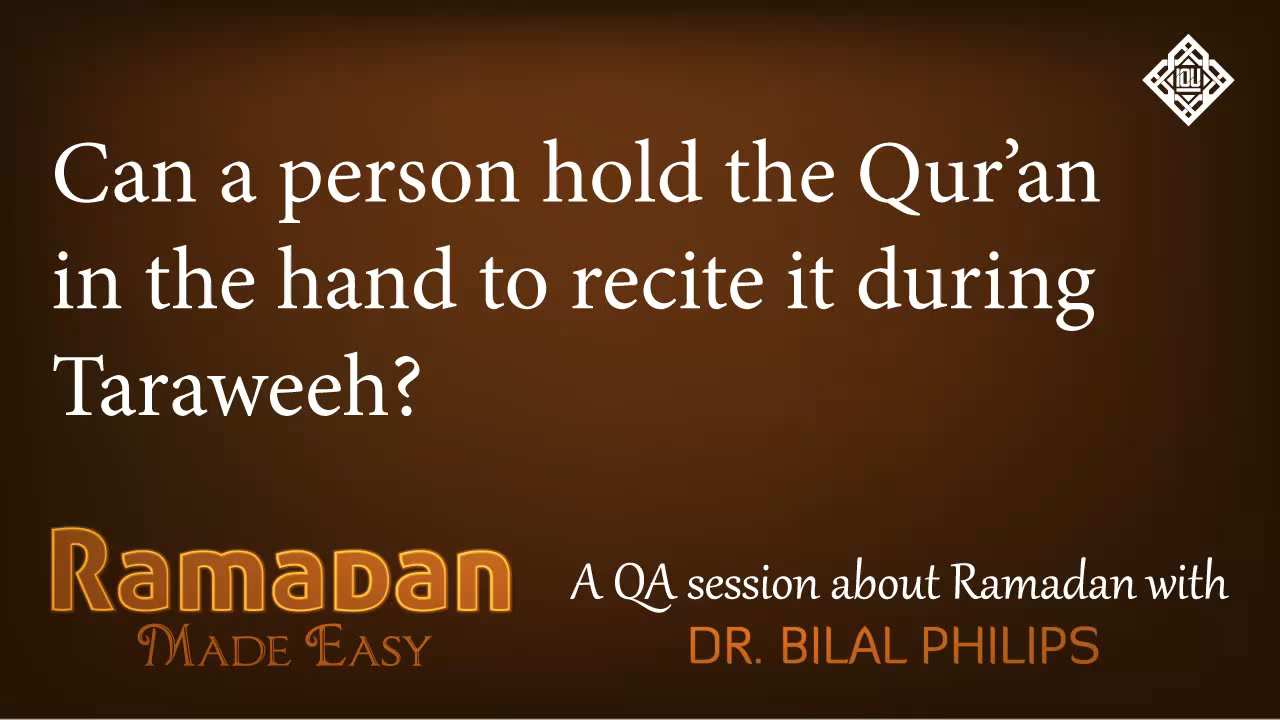 IOU
Can a person hold the Qur’an
in the hand to recite it during
Taraweeh?
Ramadan
Made Easy
A QA session about Ramadan with
DR. BILAL PHILIPS